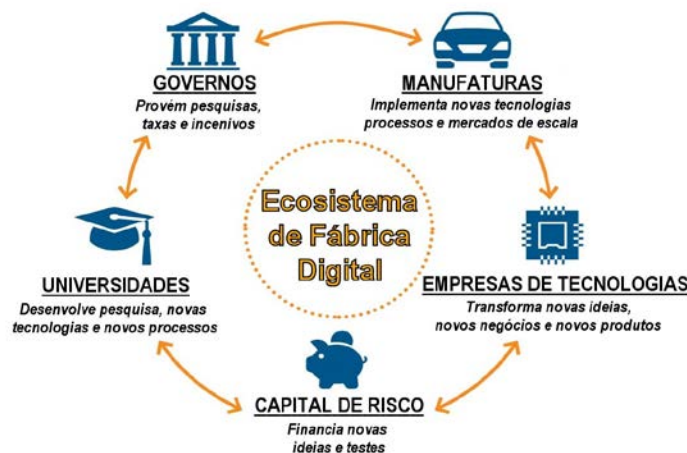 GOVERNOS
Provém pesquisas,
taxas e incenivos
MANUFATURAS
Implementa novas tecnologias
processos e mercados de escala
Ecosistema
de Fábrica
Digital
UNIVERSIDADES
Desenvolve pesquisa, novas
tecnologias e novos processos
EMPRESAS DE TECNOLOGIAS
Transforma novas ideias,
novos negócios e novos produtos
CAPITAL DE RISCO
Financia novas
ideias e testes